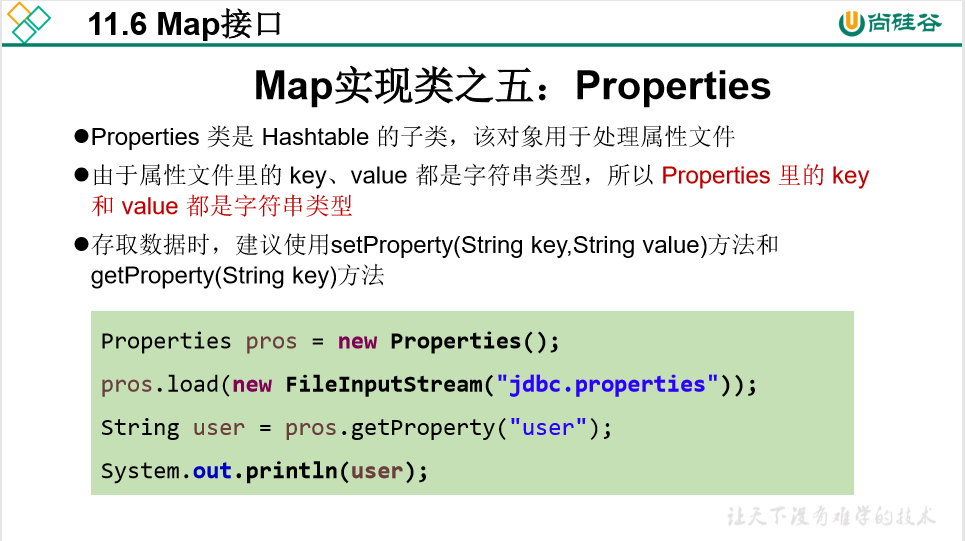 11.6 Map接口
尚硅谷
Map实现类之五：Properties
●Properties 类是 Hashtable 的子类，该对象用于处理属性文件
●由于属性文件里的 key、value 都是字符串类型，所以 Properties 里的 key
和 value 都是字符串类型
●存取数据时，建议使用setProperty(String key,String value)方法和
getProperty(String key)方法
Properties pros = new Properties();
pros.load(new FileInputStream("jdbc.properties"));
String user = pros.getProperty("user");
System.out.println(user);
让天下没有难学的技术